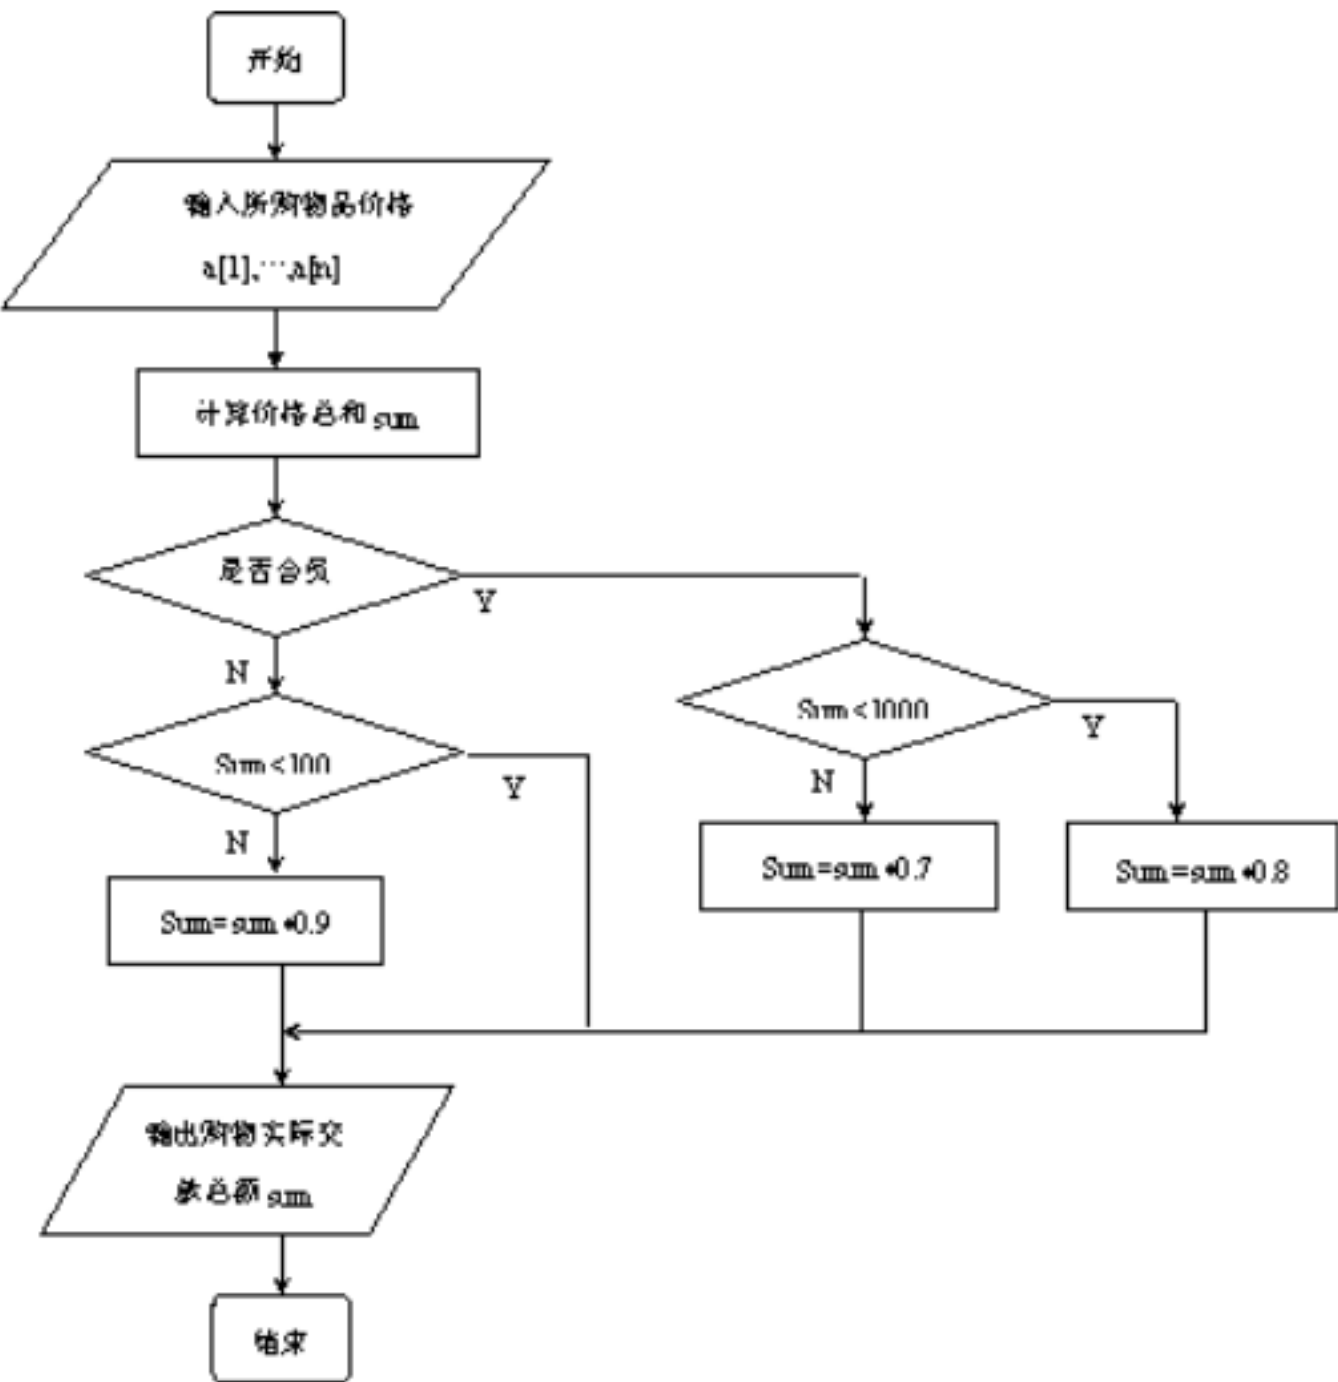 开始
输入所购物品价格
a[1],…,a[n]
计算价格总和 sum
是否会员
Y
N
Sum<1000
Y
N
Sum<100
Y
N
Sum=sum*0.7
Sum=sum*0.8
Sum=sum*0.9
输出购物实际交
款总额 sum
结束